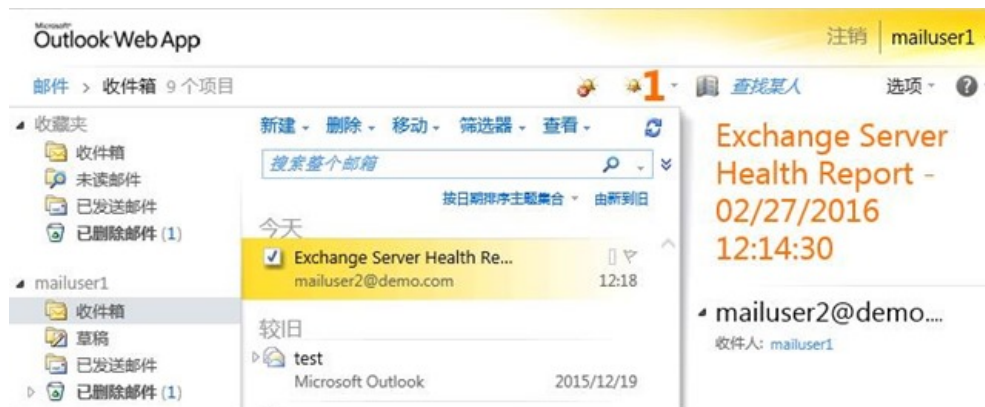 Microsoft
Outlook Web App
注销 mailuser1
邮件 > 收件箱 9 个项目
1 查找某人 选项 ?
收藏夹
收件箱
未读邮件
已发送邮件
已删除邮件 (1)
mailuser1
收件箱
草稿
已发送邮件
已删除邮件 (1)
新建 删除 移动 筛选器 查看
搜索整个邮箱
按日期排序主题集合 由新到旧
今天
Exchange Server Health Re...
mailuser2@demo.com 12:18
较旧
test
Microsoft Outlook 2015/12/19
Exchange Server
Health Report -
02/27/2016
12:14:30
mailuser2@demo....
收件人: mailuser1